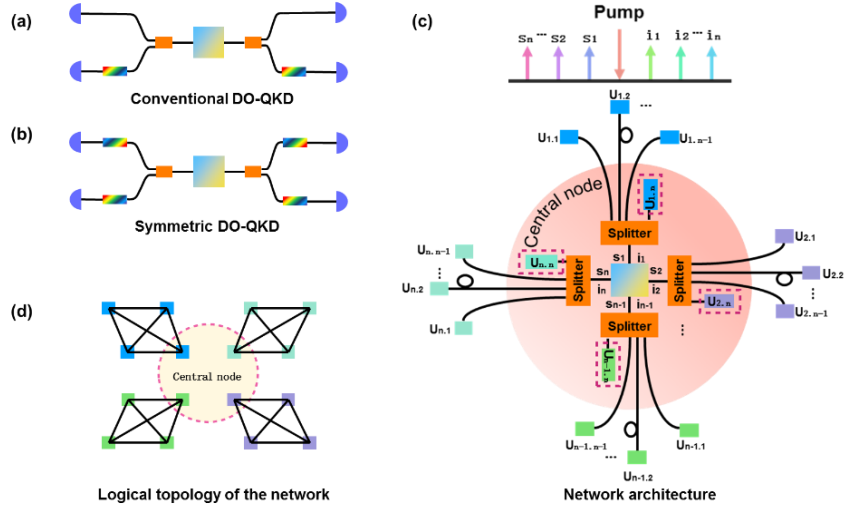 (a)
Conventional DO-QKD
(b)
Symmetric DO-QKD
(d)
Central node
Logical topology of the network
(c)
Pump
Sn ··· S2 S1 i1 i2 ··· in
U1.2 ···
U1.1
U1.n-1
Central node
U1.n
Splitter
Un.n-1
⋮
Un.2
Un.1
Un.n
Splitter
s1 i1
sn s2
in i2
sn-1 in-1
Splitter
U2.1
U2.2
⋮
U2.n-1
U2.n
Splitter
⋮
Un-1.n
Un-1.n-1
Un-1.1
···
Un-1.2
Network architecture